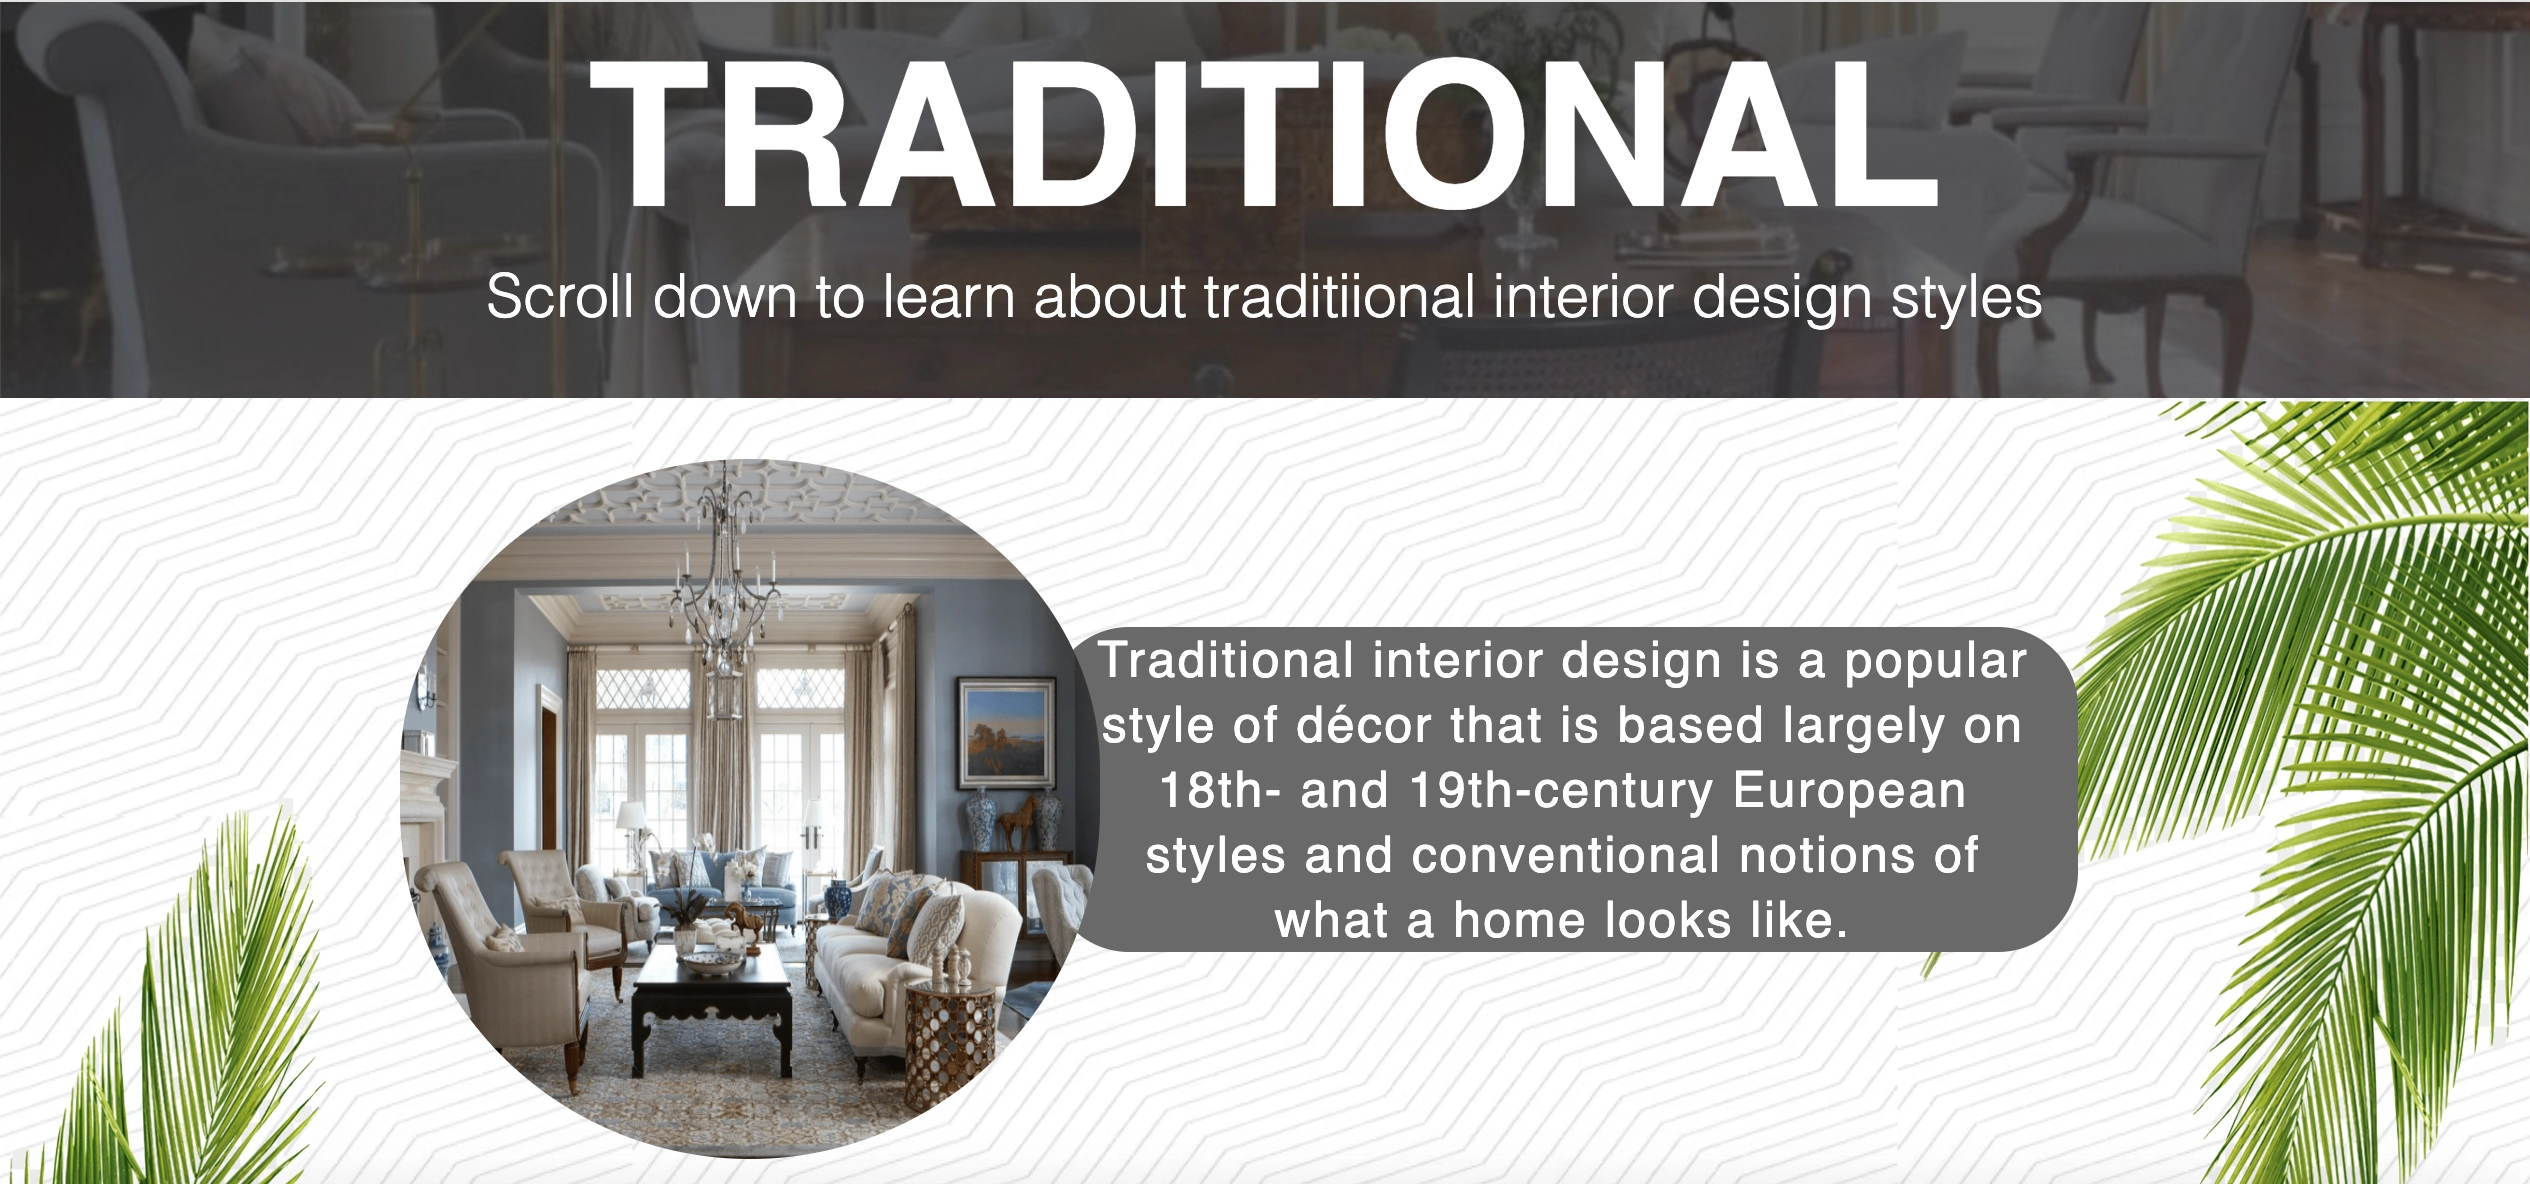 TRADITIONAL
Scroll down to learn about traditiional interior design styles
Traditional interior design is a popular
style of décor that is based largely on
18th- and 19th-century European
styles and conventional notions of
what a home looks like.